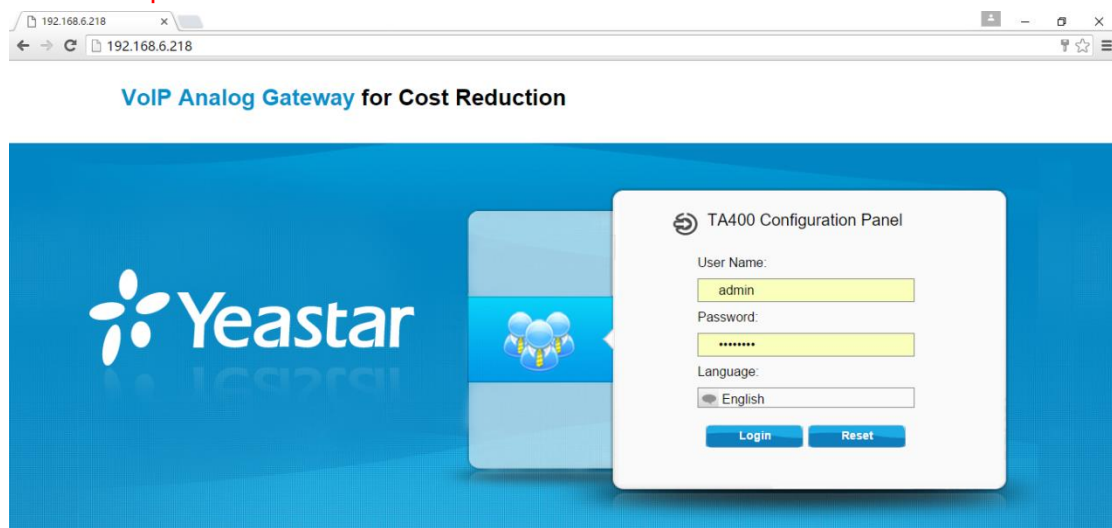 192.168.6.218
192.168.6.218
VoIP Analog Gateway for Cost Reduction
Yeastar
TA400 Configuration Panel
User Name:
admin
Password:
••••••••
Language:
English
Login Reset